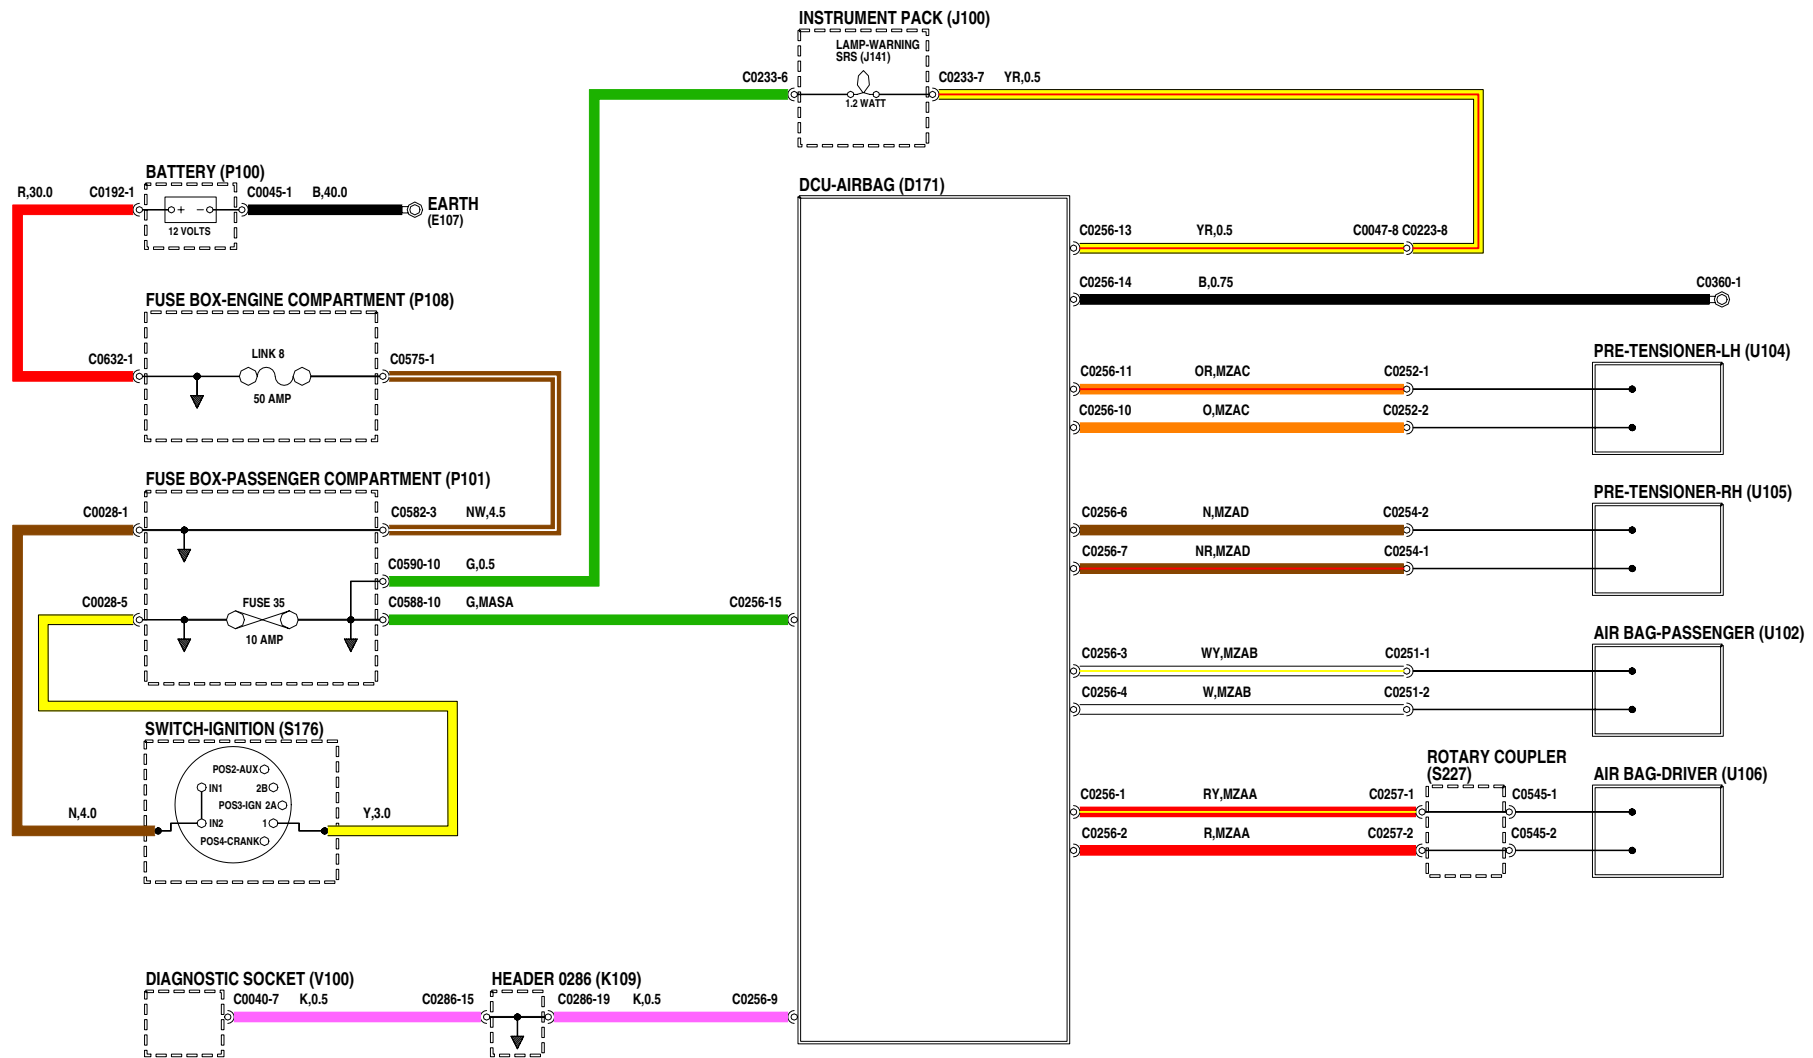 INSTRUMENT PACK (J100)
LAMP-WARNING
SRS (J141)
C0233-6
C0233-7 YR,0.5
1.2 WATT
BATTERY (P100)
R,30.0 C0192-1
C0045-1 B,40.0
+ −
12 VOLTS
EARTH
(E107)
DCU-AIRBAG (D171)
C0256-13 YR,0.5 C0047-8 C0223-8
C0256-14 B,0.75 C0360-1
FUSE BOX-ENGINE COMPARTMENT (P108)
C0632-1
LINK 8
50 AMP
C0575-1
PRE-TENSIONER-LH (U104)
C0256-11 OR,MZAC C0252-1
C0256-10 O,MZAC C0252-2
FUSE BOX-PASSENGER COMPARTMENT (P101)
C0028-1
C0582-3 NW,4.5
C0590-10 G,0.5
C0028-5
FUSE 35
10 AMP
C0588-10 G,MASA C0256-15
PRE-TENSIONER-RH (U105)
C0256-6 N,MZAD C0254-2
C0256-7 NR,MZAD C0254-1
AIR BAG-PASSENGER (U102)
C0256-3 WY,MZAB C0251-1
C0256-4 W,MZAB C0251-2
SWITCH-IGNITION (S176)
POS2-AUX
IN1 2B
POS3-IGN 2A
IN2 1
POS4-CRANK
N,4.0
Y,3.0
ROTARY COUPLER
(S227)
AIR BAG-DRIVER (U106)
C0256-1 RY,MZAA C0257-1 C0545-1
C0256-2 R,MZAA C0257-2 C0545-2
DIAGNOSTIC SOCKET (V100)
HEADER 0286 (K109)
C0040-7 K,0.5 C0286-15
C0286-19 K,0.5 C0256-9